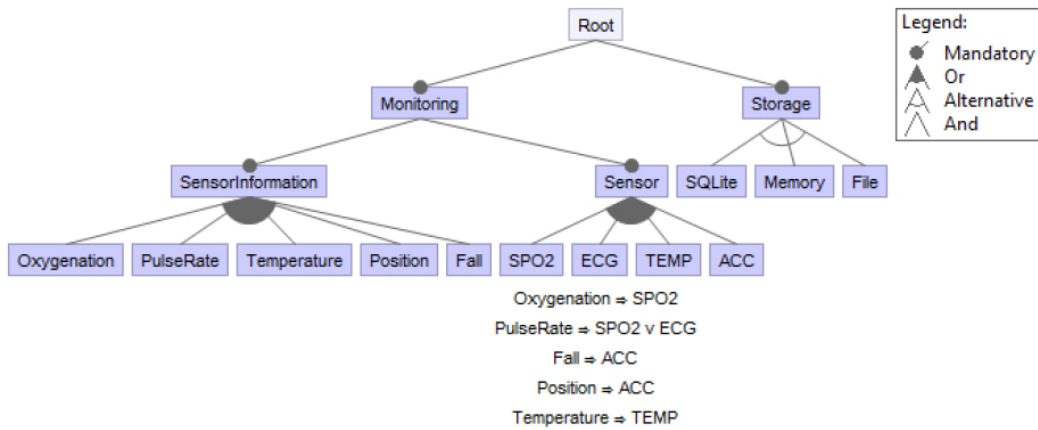 Root
Legend:
Mandatory
Or
Alternative
And
Monitoring
Storage
SensorInformation
Sensor
SQLite
Memory
File
Oxygenation
PulseRate
Temperature
Position
Fall
SPO2
ECG
TEMP
ACC
Oxygenation ⇒ SPO2
PulseRate ⇒ SPO2 v ECG
Fall ⇒ ACC
Position ⇒ ACC
Temperature ⇒ TEMP